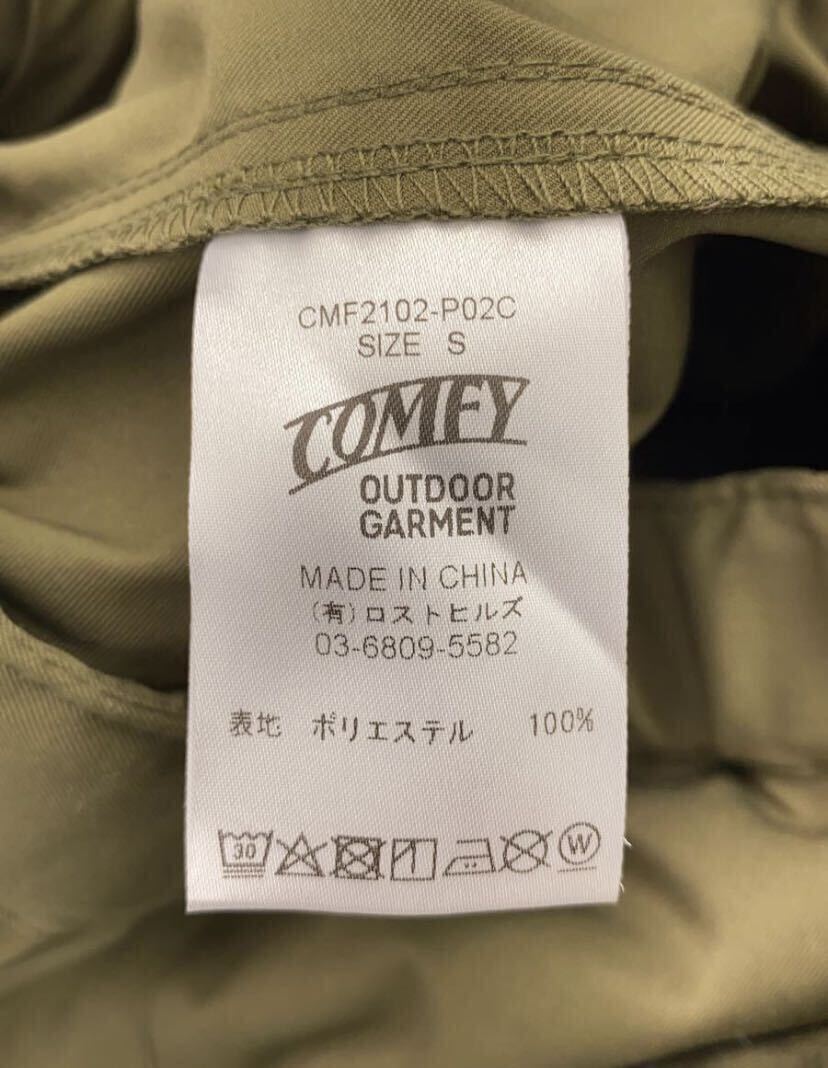 CMF2102-P02C
SIZE S
COMFY
OUTDOOR
GARMENT
MADE IN CHINA
(有)ロストヒルズ
03-6809-5582
表地 ポリエステル 100%
30 W